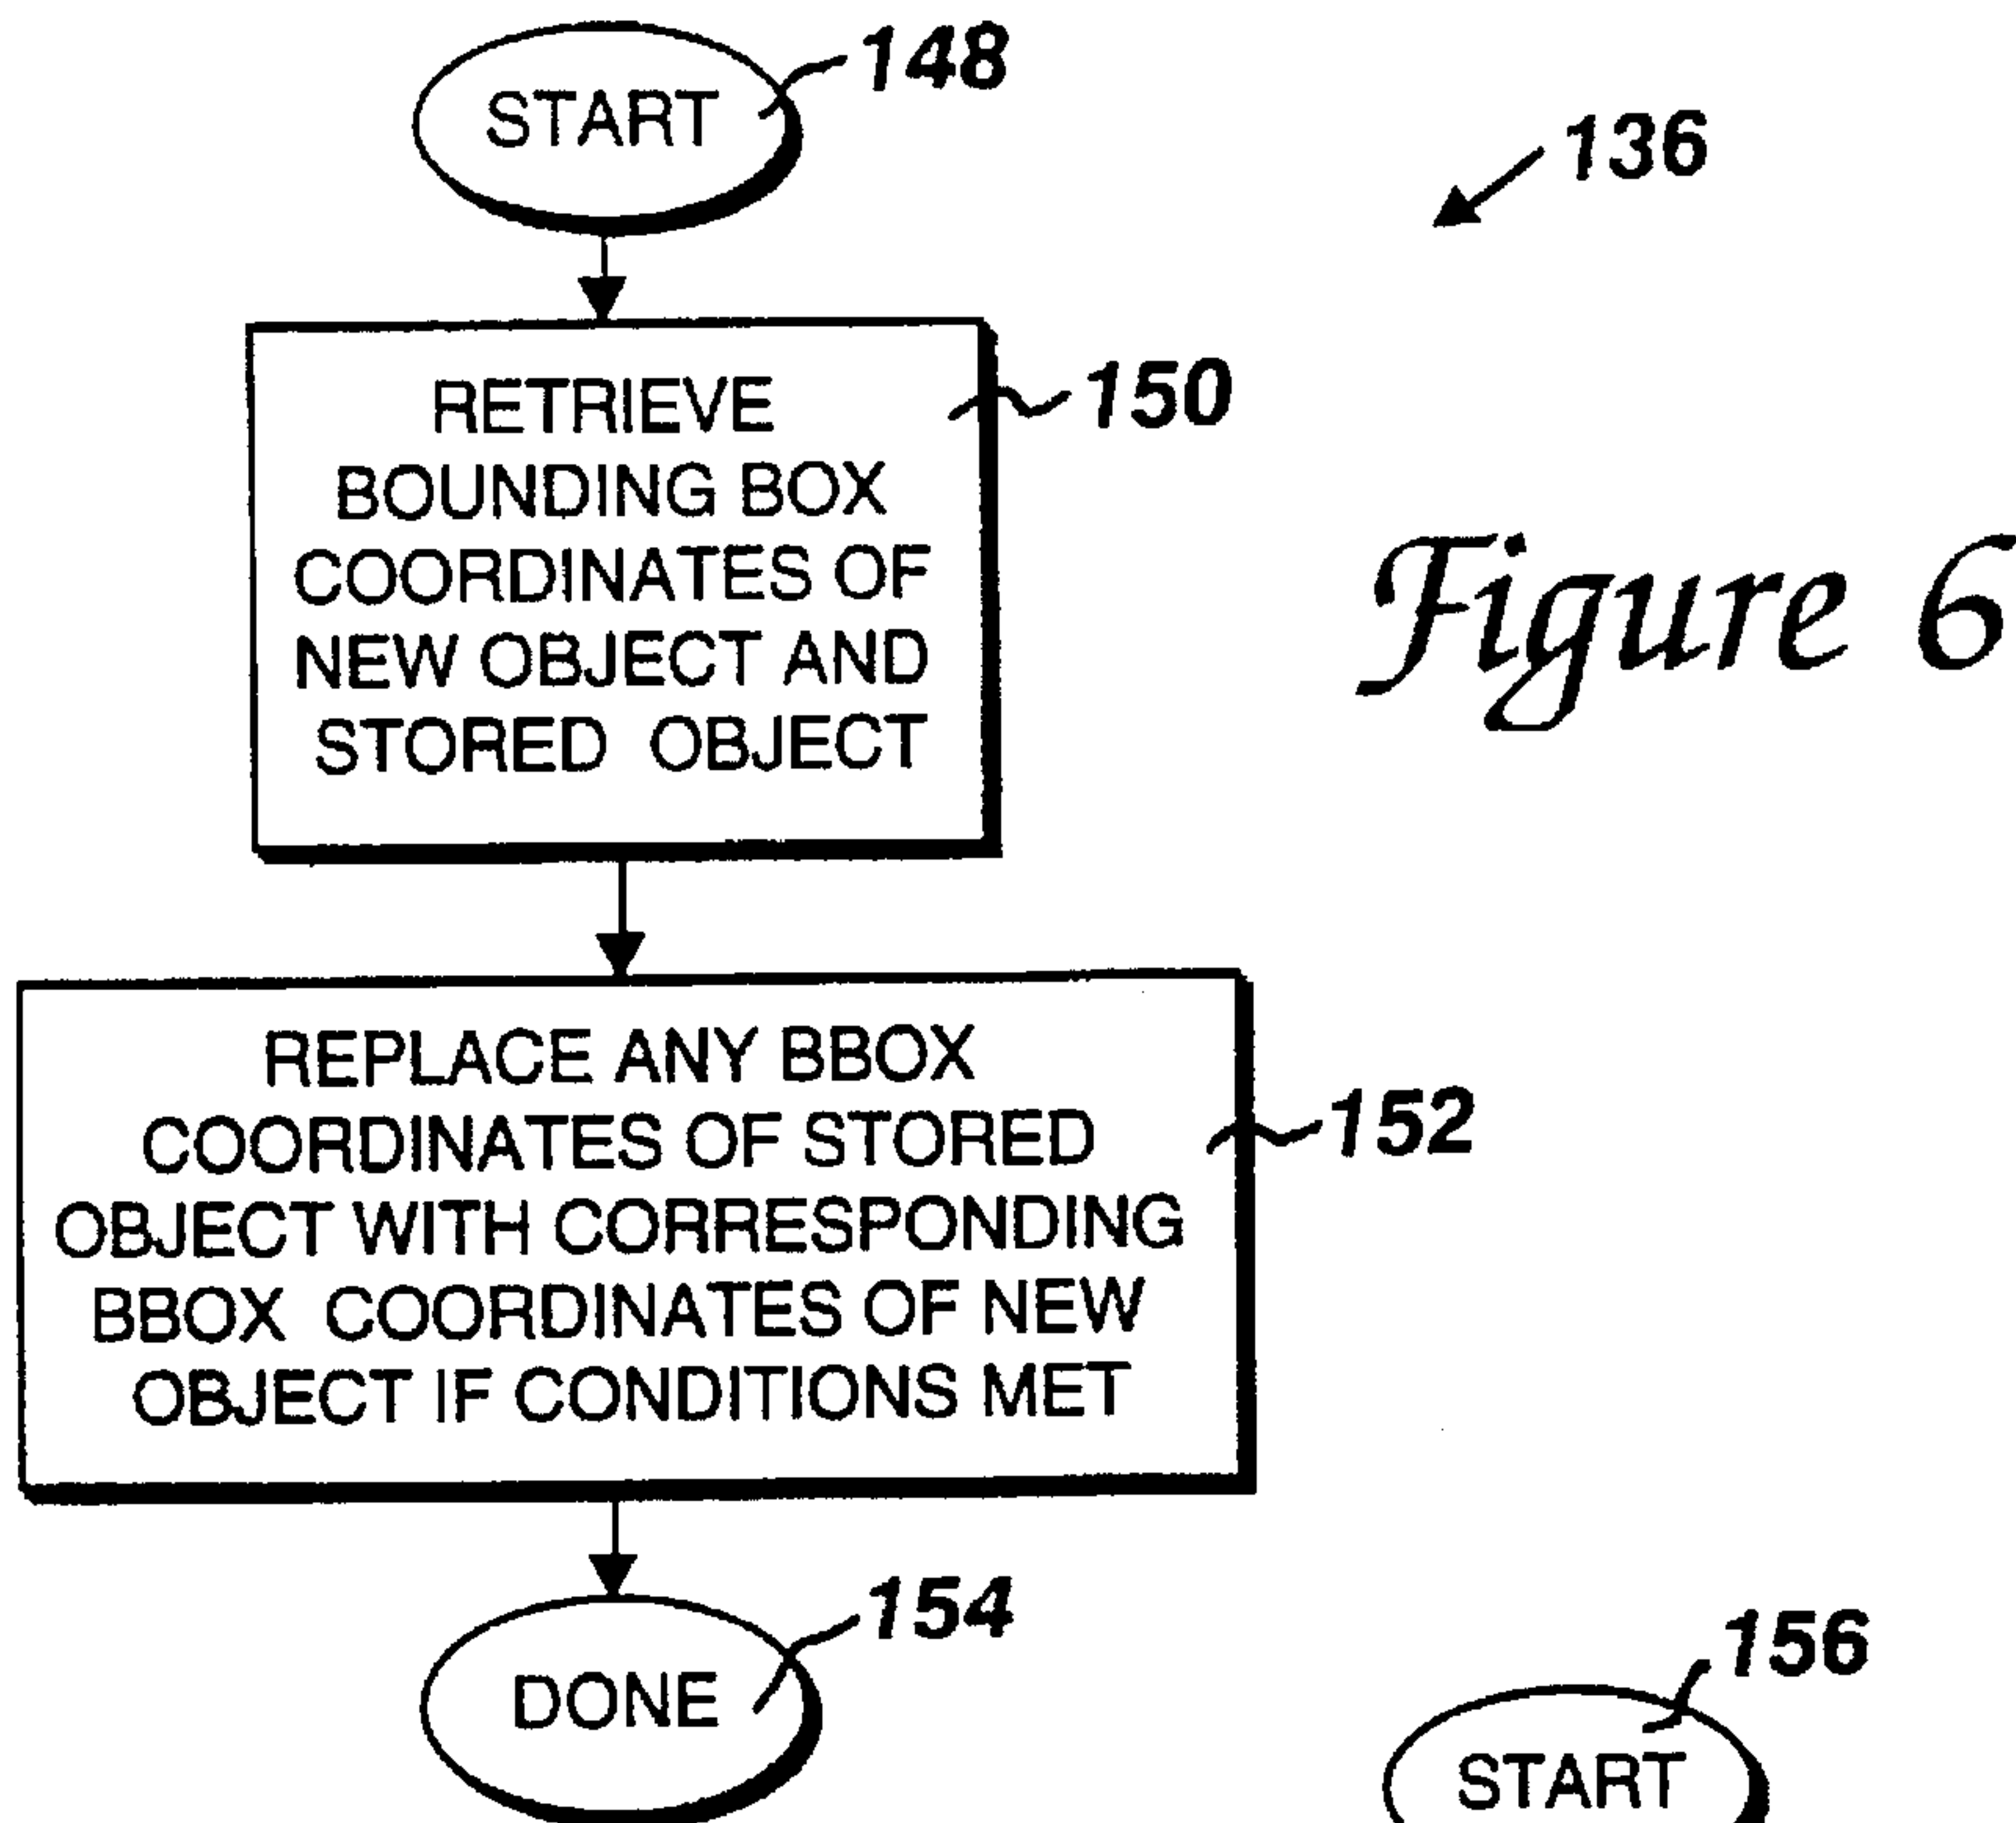 START
148
136
RETRIEVE
BOUNDING BOX
COORDINATES OF
NEW OBJECT AND
STORED OBJECT
150
Figure 6
REPLACE ANY BBOX
COORDINATES OF STORED
OBJECT WITH CORRESPONDING
BBOX COORDINATES OF NEW
OBJECT IF CONDITIONS MET
152
DONE
154
156
START